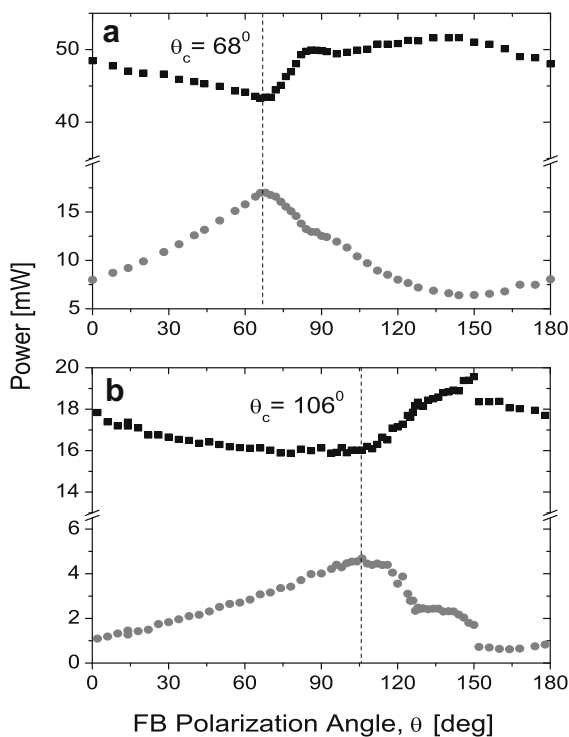 a
θc = 68⁰
50
40
15
10
5
0 30 60 90 120 150 180
Power [mW]
b
θc = 106⁰
20
18
16
14
6
4
2
0
0 30 60 90 120 150 180
FB Polarization Angle, θ [deg]